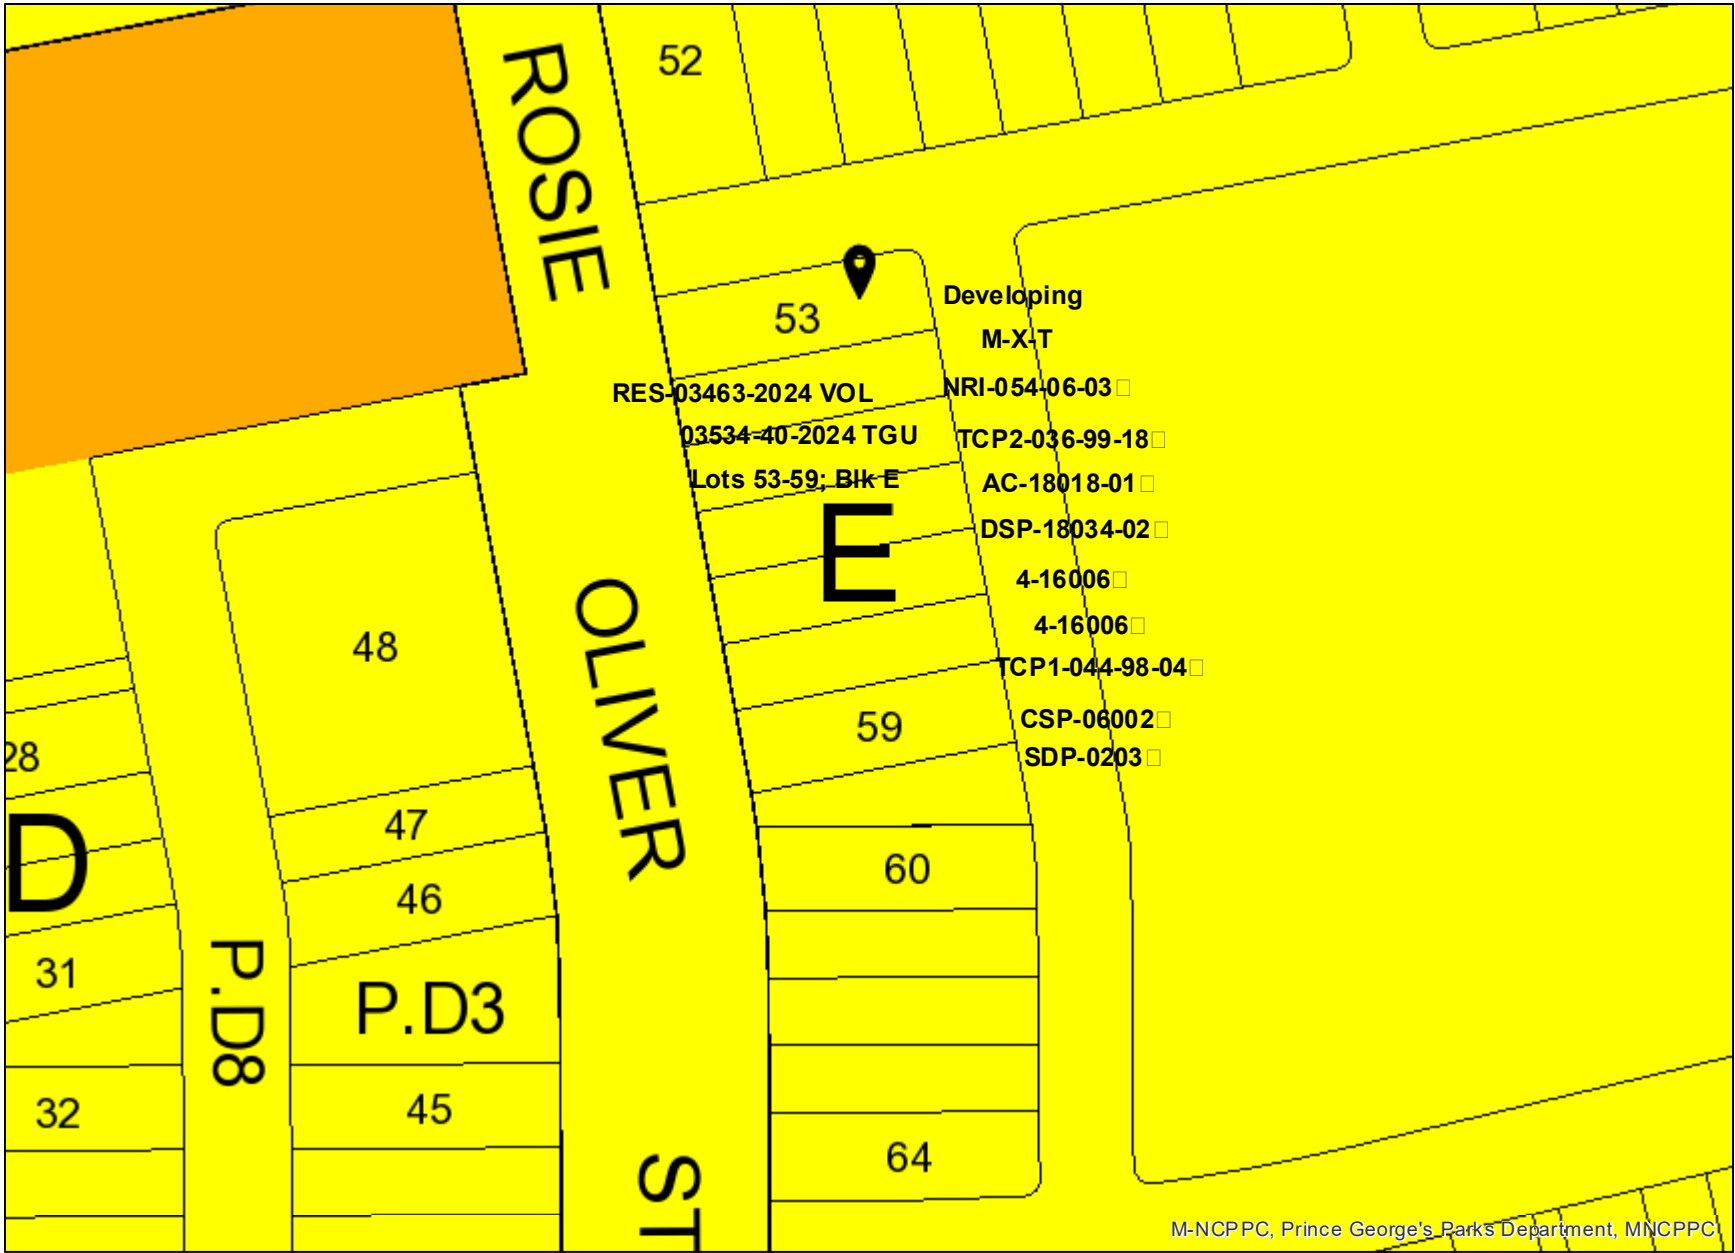 52
ROSIE
53
Developing
M-X-T
RES-03463-2024 VOL
NRI-054-06-03
03534-40-2024 TGU
TCP2-036-99-18
Lots 53-59; Blk E
AC-18018-01
E
DSP-18034-02
4-16006
4-16006
OLIVER
48
TCP1-044-98-04
59
CSP-06002
SDP-0203
28
47
D
60
46
31
P.D8
P.D3
32
45
64
ST
M-NCPPC, Prince George's Parks Department, MNCPPC